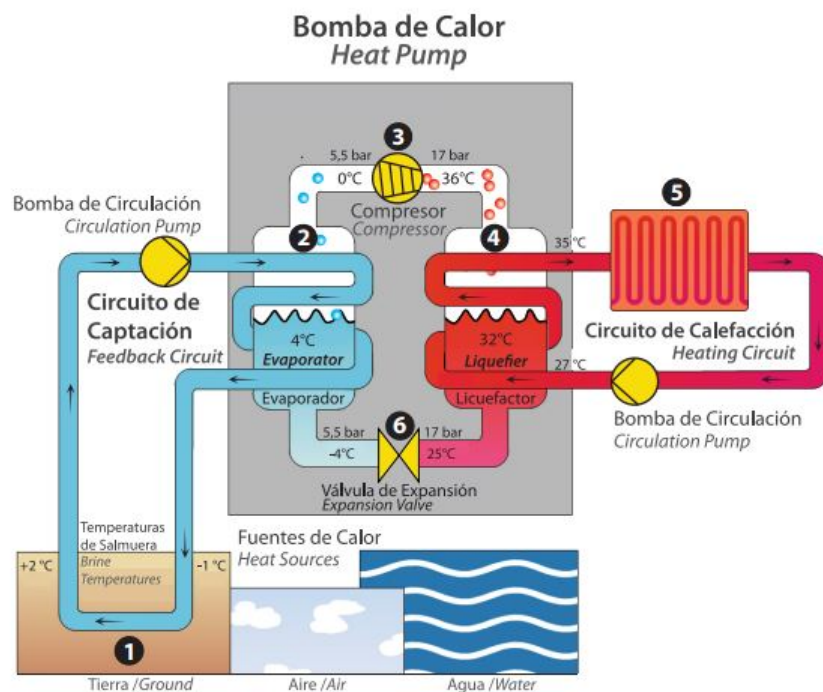 Bomba de Calor
Heat Pump
3
5,5 bar
17 bar
0°C
36°C
Compresor
Compressor
Bomba de Circulación
Circulation Pump
2
4
5
35 °C
Circuito de
Captación
Feedback Circuit
4°C
Evaporator
Evaporador
32°C
Liquefier
Licuefactor
Circuito de Calefacción
Heating Circuit
27°C
Bomba de Circulación
Circulation Pump
5,5 bar
6
17 bar
-4°C
25°C
Válvula de Expansión
Expansion Valve
Temperaturas
de Salmuera
Brine
Temperatures
+2 °C
-1 °C
Fuentes de Calor
Heat Sources
1
Tierra /Ground
Aire /Air
Agua /Water